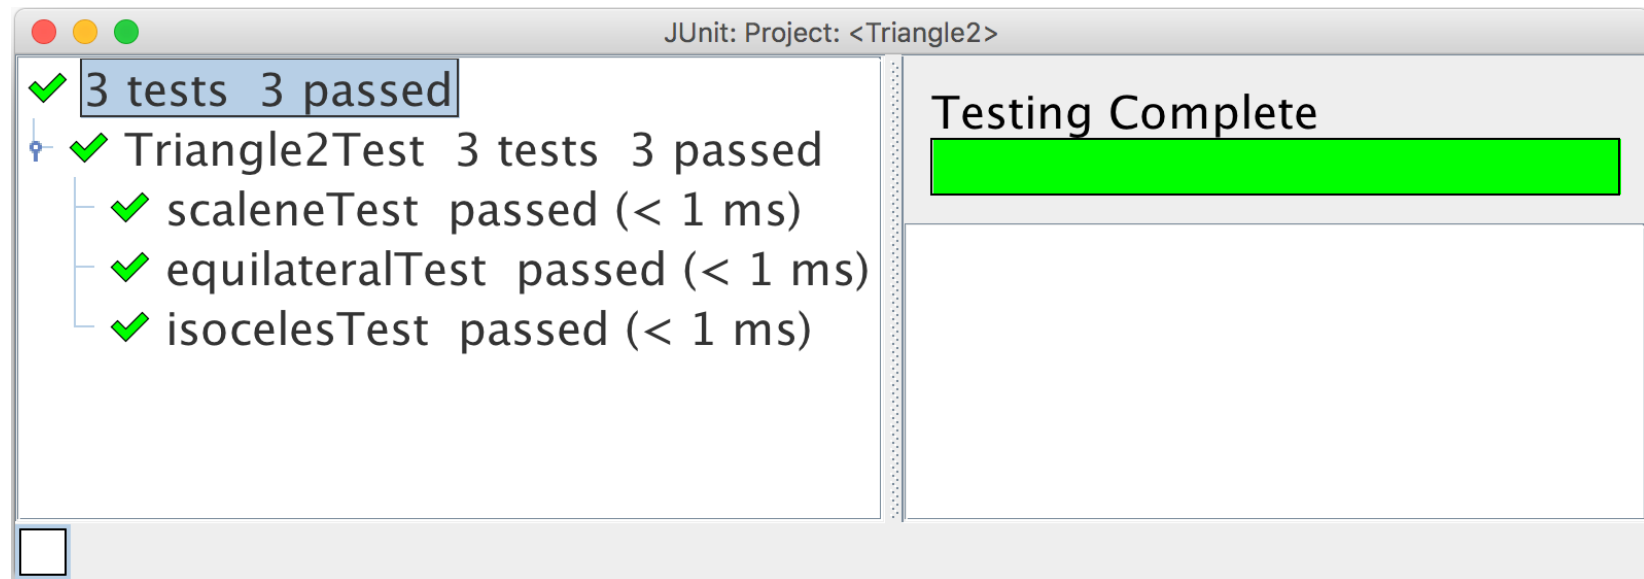 JUnit: Project: <Triangle2>
3 tests 3 passed
Triangle2Test 3 tests 3 passed
scaleneTest passed (< 1 ms)
equilateralTest passed (< 1 ms)
isocelesTest passed (< 1 ms)
Testing Complete